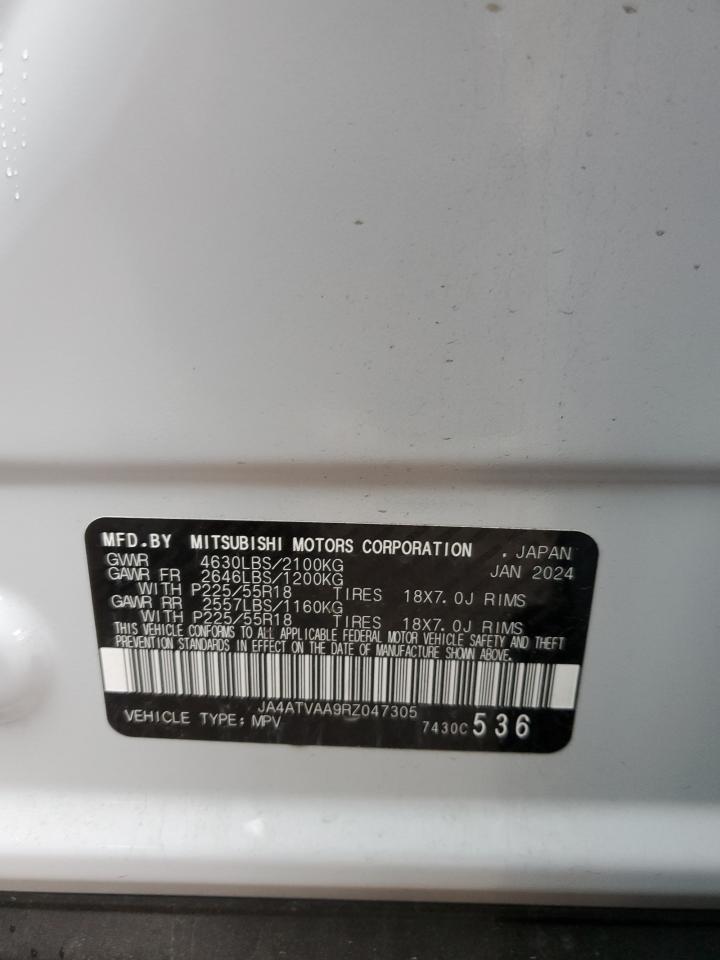 MFD.BY MITSUBISHI MOTORS CORPORATION , JAPAN
GVWR 4630LBS/2100KG JAN 2024
GAWR FR 2646LBS/1200KG
WITH P225/55R18 TIRES 18X7.0J RIMS
GAWR RR 2557LBS/1160KG
WITH P225/55R18 TIRES 18X7.0J RIMS
THIS VEHICLE CONFORMS TO ALL APPLICABLE FEDERAL MOTOR VEHICLE SAFETY AND THEFT
PREVENTION STANDARDS IN EFFECT ON THE DATE OF MANUFACTURE SHOWN ABOVE.
JA4ATVAA9RZ047305
VEHICLE TYPE: MPV 7430C 536